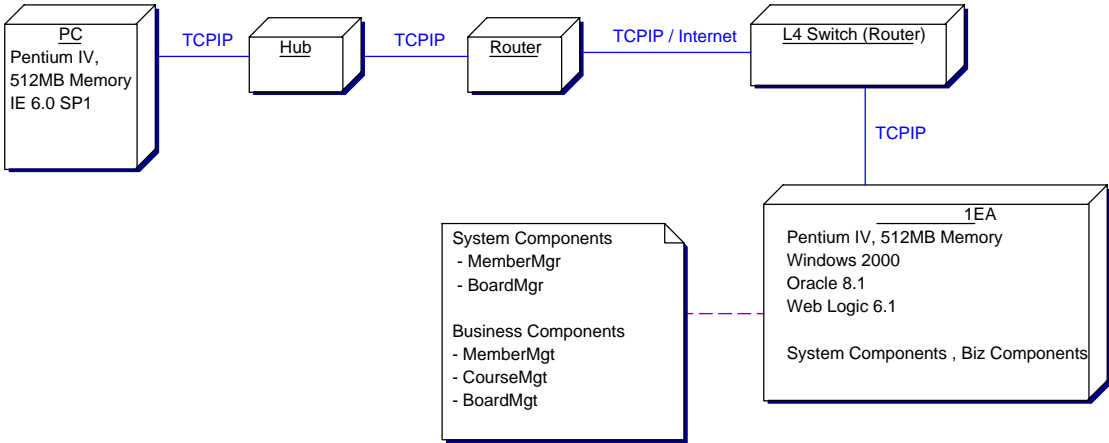 PC
Pentium IV,
512MB Memory
IE 6.0 SP1
TCPIP
Hub
TCPIP
Router
TCPIP / Internet
L4 Switch (Router)
TCPIP
1EA
Pentium IV, 512MB Memory
Windows 2000
Oracle 8.1
Web Logic 6.1
System Components , Biz Components
System Components
- MemberMgr
- BoardMgr
Business Components
- MemberMgt
- CourseMgt
- BoardMgt